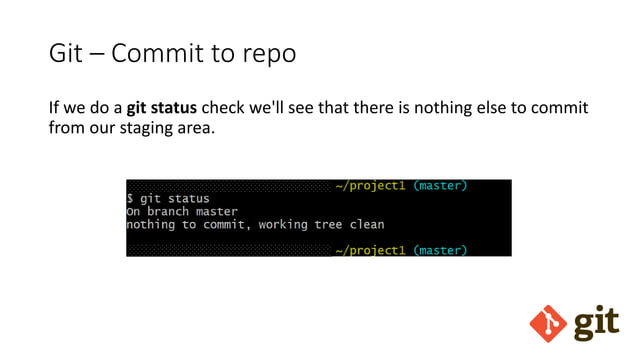 Git – Commit to repo
If we do a git status check we'll see that there is nothing else to commit
from our staging area.
~/project1 (master)
$ git status
On branch master
nothing to commit, working tree clean
~/project1 (master)
git